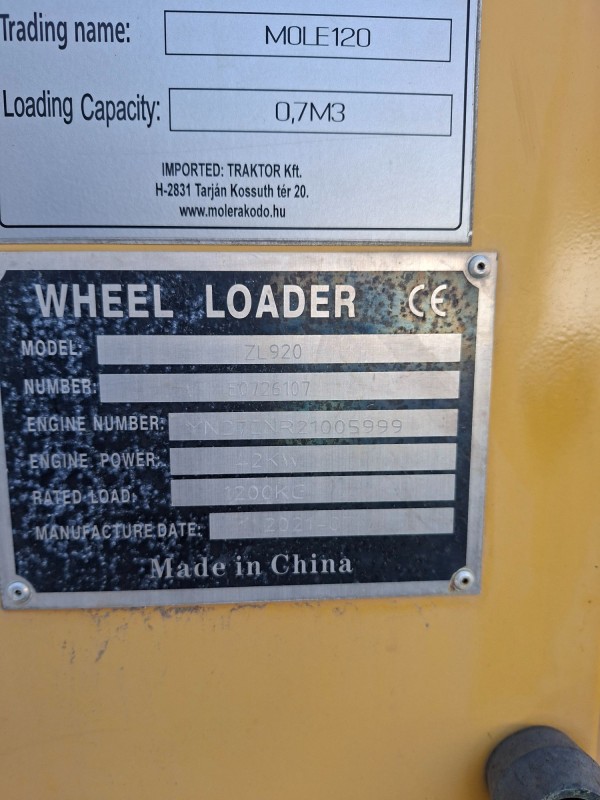 Trading name: MOLE120
Loading Capacity: 0,7M3
IMPORTED: TRAKTOR Kft.
H-2831 Tarján Kossuth tér 20.
www.molerakodo.hu
WHEEL LOADER CE
MODEL: ZL920
NUMBER:
ENGINE NUMBER:
ENGINE POWER: 42KW
RATED LOAD: 1200KG
MANUFACTURE DATE:
Made in China